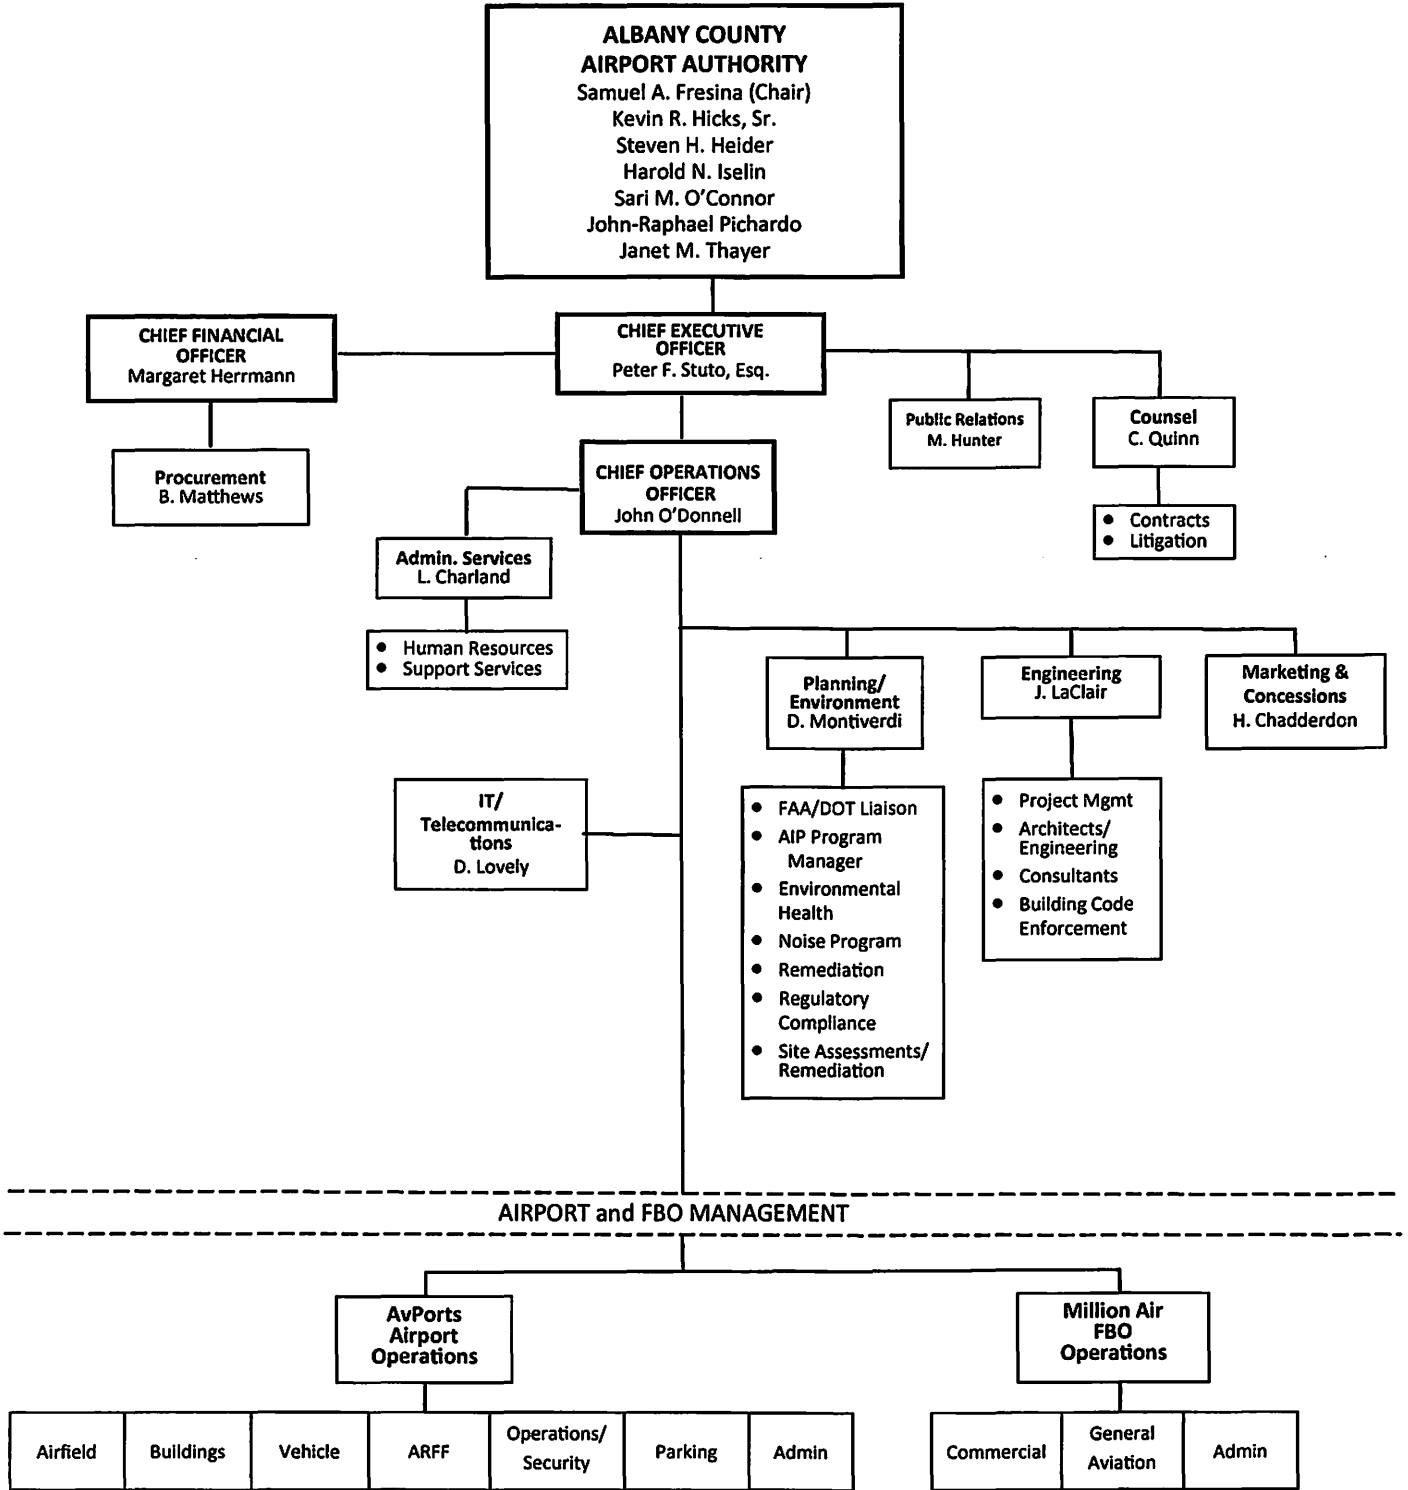 ALBANY COUNTY
AIRPORT AUTHORITY
Samuel A. Fresina (Chair)
Kevin R. Hicks, Sr.
Steven H. Heider
Harold N. Iselin
Sari M. O'Connor
John-Raphael Pichardo
Janet M. Thayer
CHIEF FINANCIAL
OFFICER
Margaret Herrmann
CHIEF EXECUTIVE
OFFICER
Peter F. Stuto, Esq.
Public Relations
M. Hunter
Counsel
C. Quinn
Procurement
B. Matthews
CHIEF OPERATIONS
OFFICER
John O'Donnell
• Contracts
• Litigation
Admin. Services
L. Charland
• Human Resources
• Support Services
Planning/
Environment
D. Montiverdi
Engineering
J. LaClair
Marketing &
Concessions
H. Chadderdon
IT/
Telecommunica-
tions
D. Lovely
• FAA/DOT Liaison
• AIP Program
Manager
• Environmental
Health
• Noise Program
• Remediation
• Regulatory
Compliance
• Site Assessments/
Remediation
• Project Mgmt
• Architects/
Engineering
• Consultants
• Building Code
Enforcement
AIRPORT and FBO MANAGEMENT
AvPorts
Airport
Operations
Million Air
FBO
Operations
Airfield
Buildings
Vehicle
ARFF
Operations/
Security
Parking
Admin
Commercial
General
Aviation
Admin